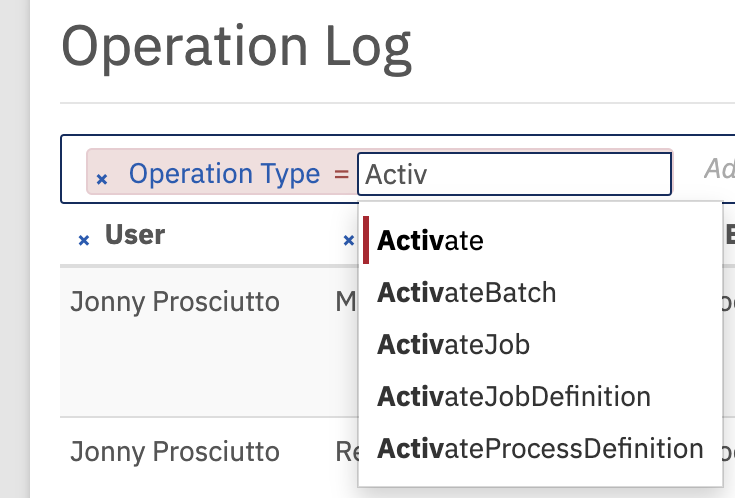 Operation Log
× Operation Type = Activ Ad
× User ×
Activate
ActivateBatch
Jonny Prosciutto
ActivateJob
ActivateJobDefinition
Jonny Prosciutto Re
ActivateProcessDefinition